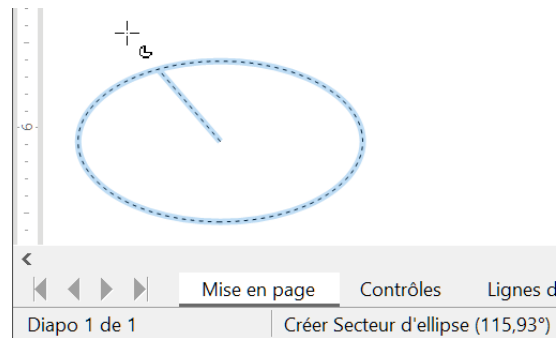 6
Mise en page Contrôles Lignes d
Diapo 1 de 1 Créer Secteur d'ellipse (115,93°)